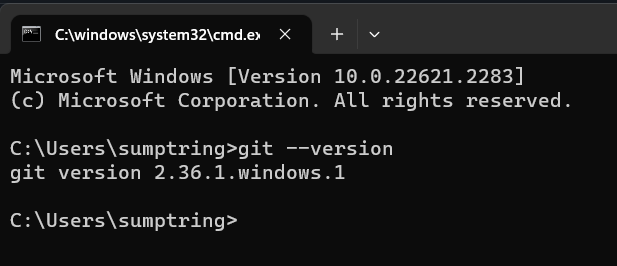 C:\windows\system32\cmd.ex
Microsoft Windows [Version 10.0.22621.2283]
(c) Microsoft Corporation. All rights reserved.
C:\Users\sumptring>git --version
git version 2.36.1.windows.1
C:\Users\sumptring>